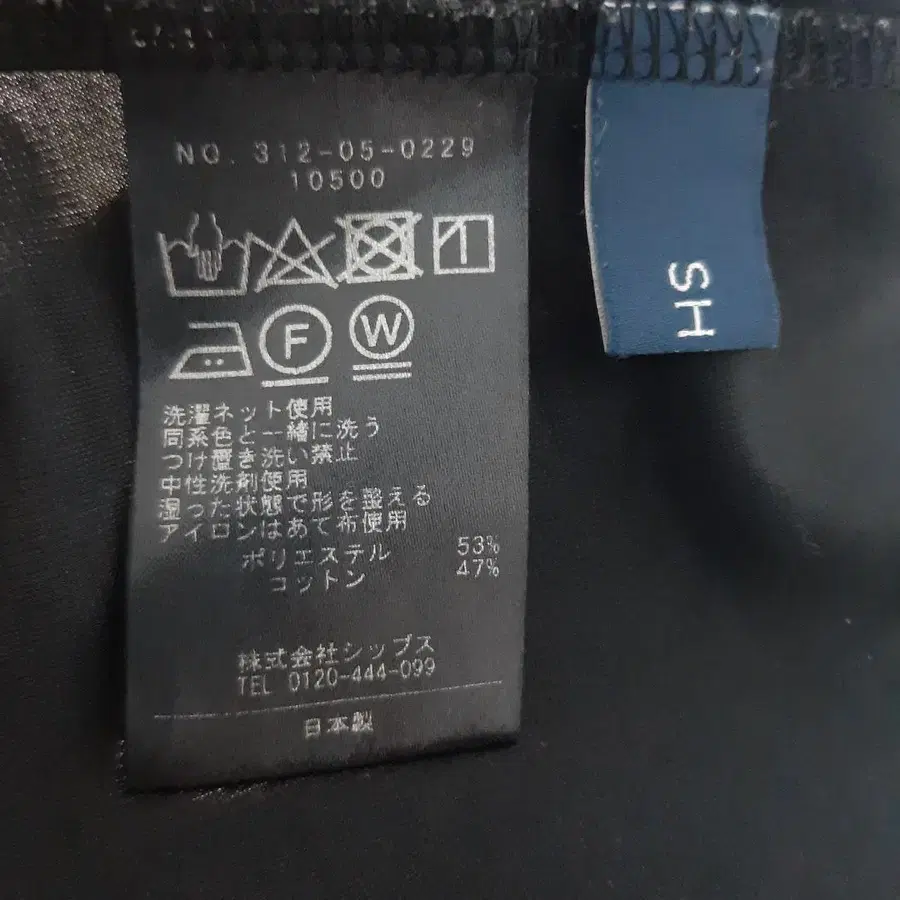 NO. 312-05-0229
10500
F
W
洗濯ネット使用
同系色と一緒に洗う
つけ置き洗い禁止
中性洗剤使用
湿った状態で形を整える
アイロンはあて布使用
ポリエステル 53%
コットン 47%
株式会社シップス
TEL 0120-444-099
日本製
SH